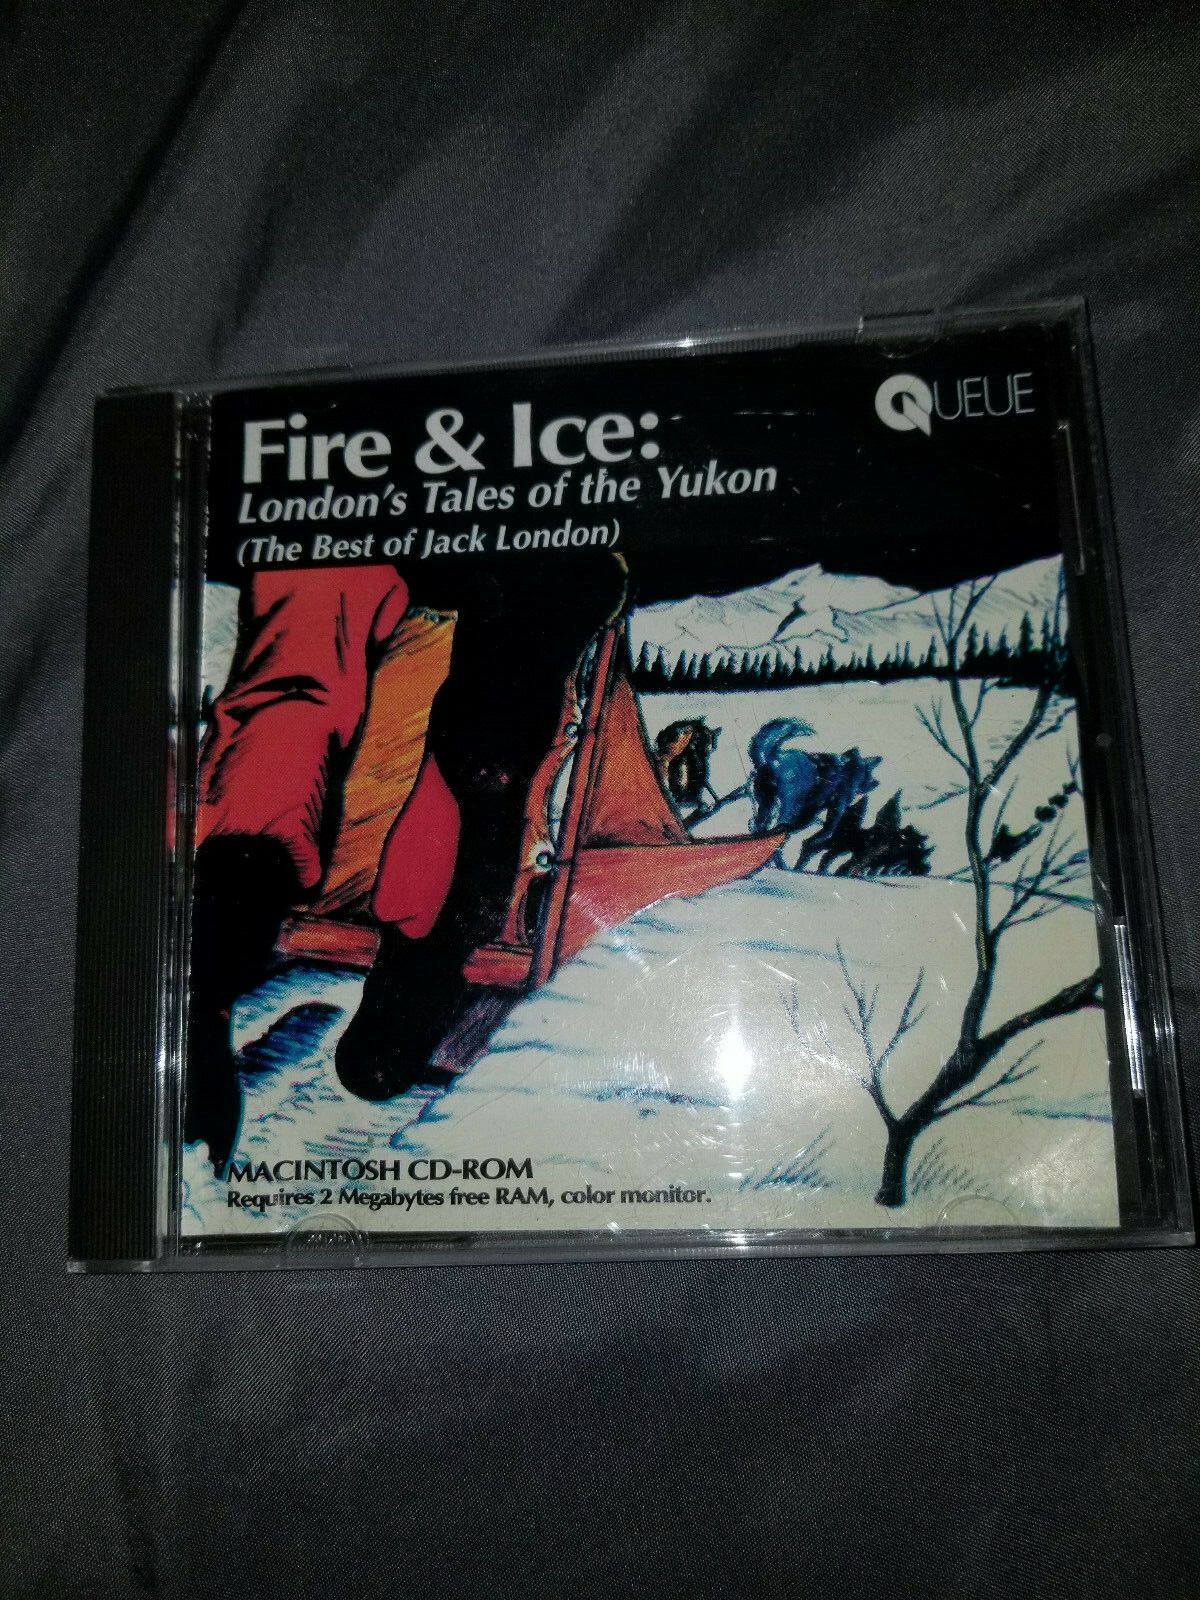 QUEUE
Fire & Ice:
London's Tales of the Yukon
(The Best of Jack London)
MACINTOSH CD-ROM
Requires 2 Megabytes free RAM, color monitor.